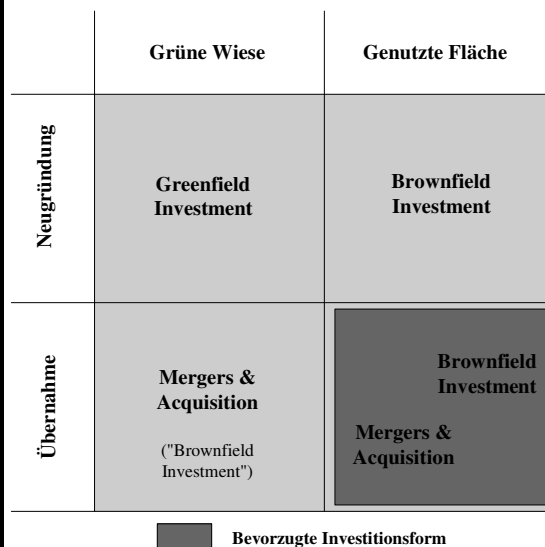 Grüne Wiese
Genutzte Fläche
Neugründung
Greenfield
Investment
Brownfield
Investment
Übernahme
Mergers &
Acquisition
("Brownfield
Investment")
Brownfield
Investment
Mergers &
Acquisition
Bevorzugte Investitionsform